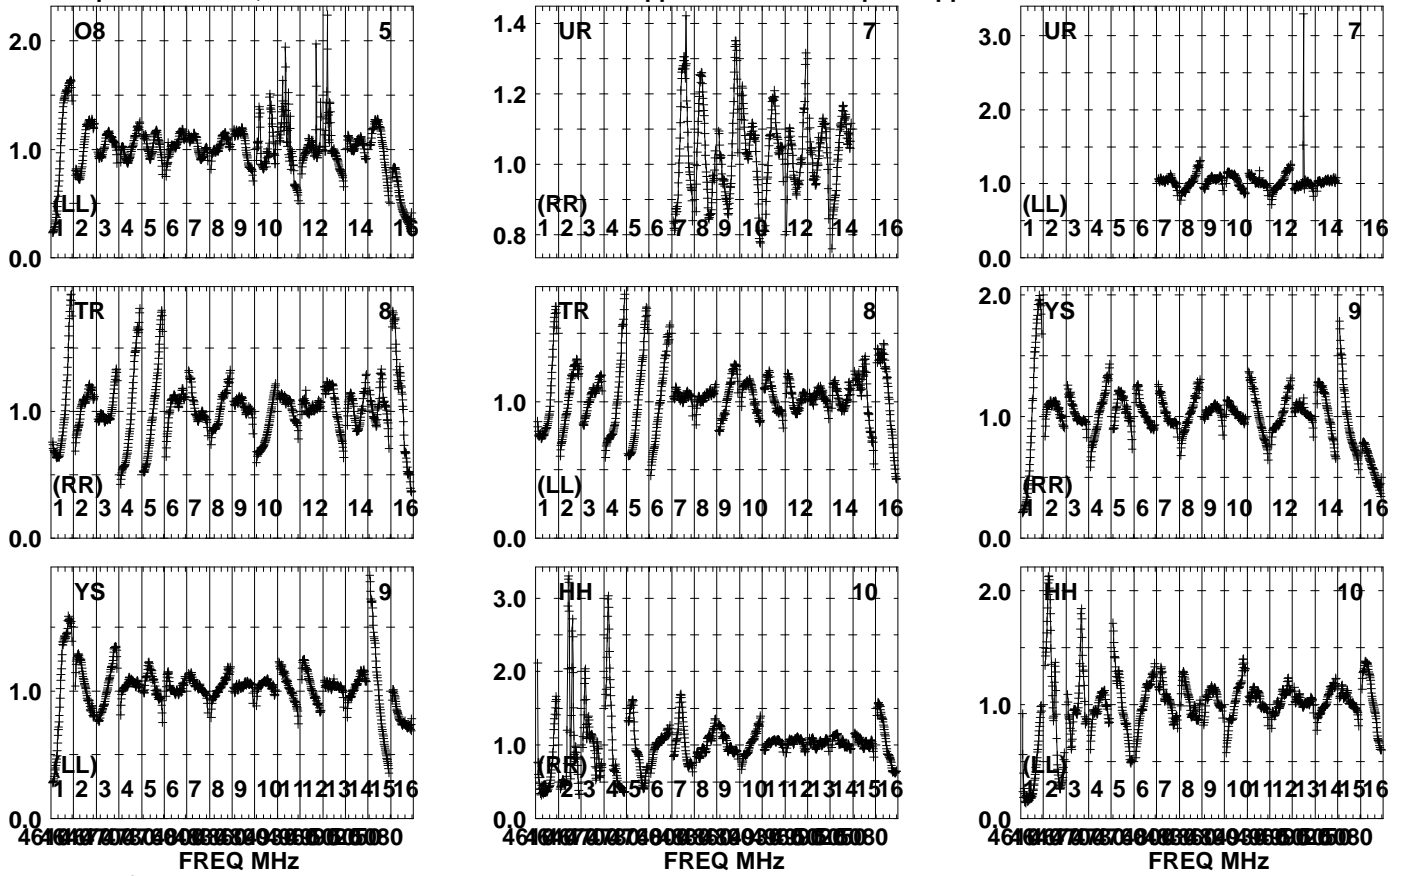 O8 5
2.0
1.0
(LL)
1 2 3 4 5 6 7 8 9 10 12 14 16
0.0
UR 7
1.4
1.2
1.0
(RR)
0.8
1 2 3 4 5 6 7 8 9 10 12 14 16
UR 7
3.0
2.0
1.0
(LL)
1 2 3 4 5 6 7 8 9 10 12 14 16
0.0
TR 8
1.0
(RR)
1 2 3 4 5 6 7 8 9 10 12 14 16
0.0
TR 8
1.0
(LL)
1 2 3 4 5 6 7 8 9 10 12 14 16
0.0
YS 9
2.0
1.0
(RR)
1 2 3 4 5 6 7 8 9 10 12 14 16
0.0
YS 9
1.0
(LL)
1 2 3 4 5 6 7 8 9 10 11 12 13 14 15 16
0.0
FREQ MHz
HH 10
3.0
2.0
1.0
(RR)
2 3 4 5 6 7 8 9 10 11 12 13 14 15 16
0.0
FREQ MHz
HH 10
2.0
1.0
(LL)
1 2 3 4 5 6 7 8 9 10 11 12 13 14 15 16
0.0
FREQ MHz